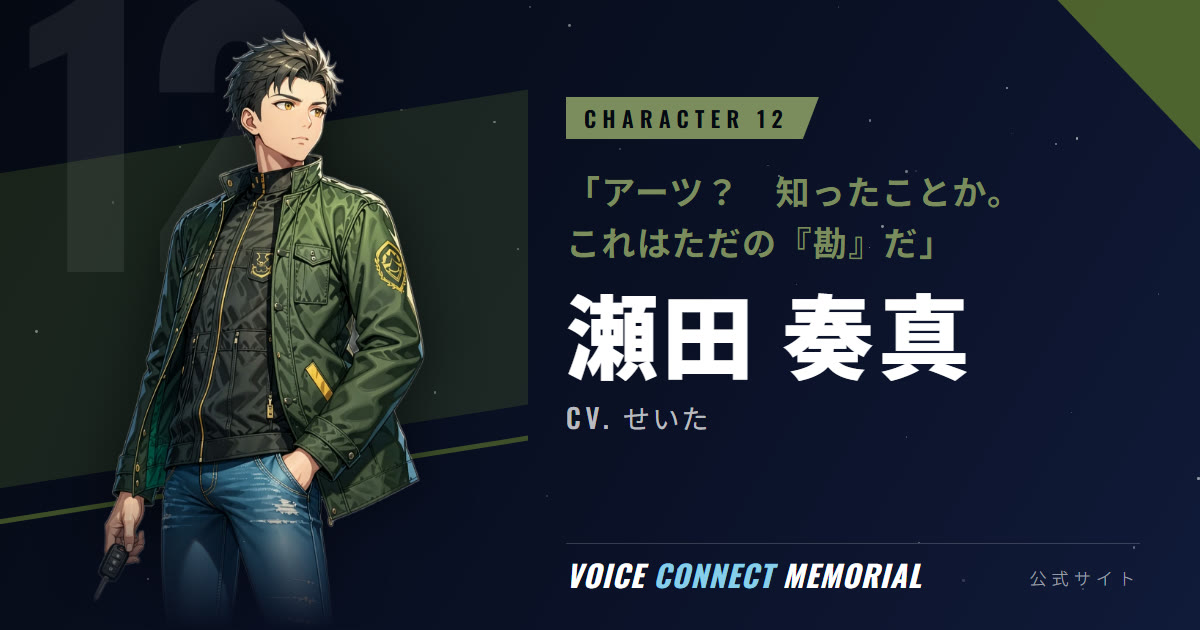 12
CHARACTER 12
「アーツ？　知ったことか。
これはただの『勘』だ」
瀬田 奏真
CV. せいた
VOICE CONNECT MEMORIAL
公式サイト